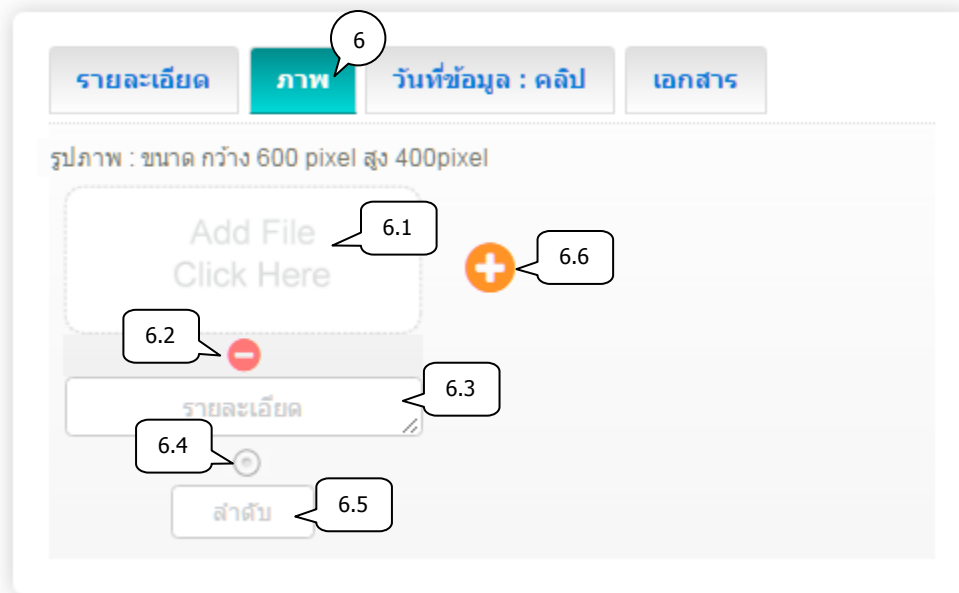 6
รายละเอียด ภาพ วันที่ข้อมูล : คลิป เอกสาร
รูปภาพ : ขนาด กว้าง 600 pixel สูง 400pixel
Add File
Click Here
6.1
6.6
6.2
6.3
รายละเอียด
6.4
6.5
ลำดับ